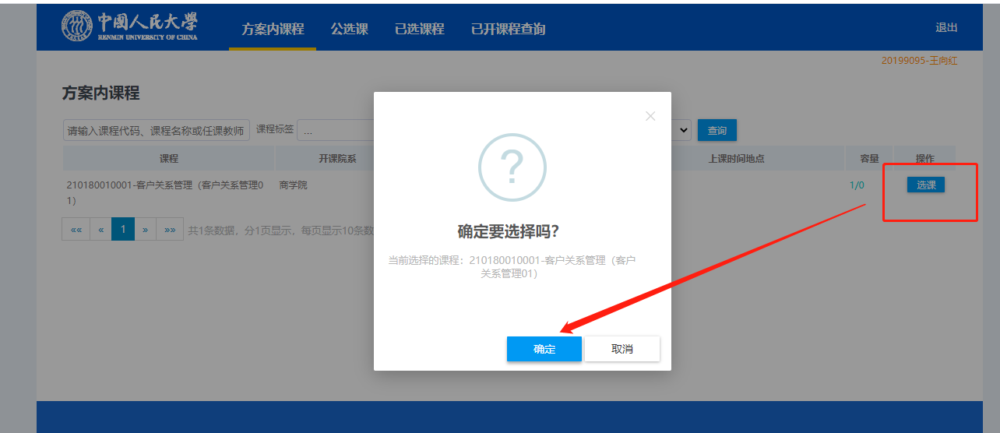 中國人民大學
RENMIN UNIVERSITY OF CHINA
方案内课程 公选课 已选课程 已开课程查询 退出
20199095-王向红
方案内课程
请输入课程代码、课程名称或任课教师 课程标签 ... 查询
课程 开课院系 上课时间地点 容量 操作
210180010001-客户关系管理（客户关系管理0 商学院 1/0 选课
1）
«« « 1 » »» 共1条数据，分1页显示，每页显示10条数
?
确定要选择吗?
当前选择的课程：210180010001-客户关系管理（客户
关系管理01）
确定 取消